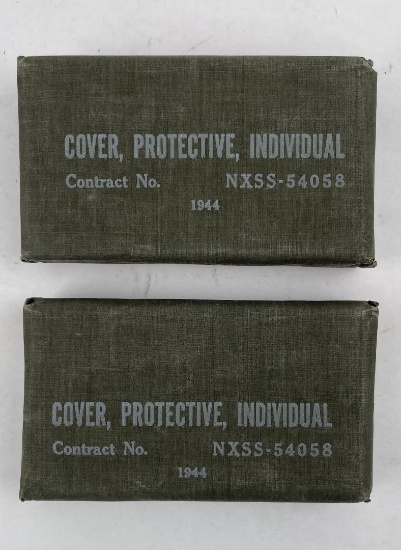 COVER, PROTECTIVE, INDIVIDUAL
Contract No. NXSS-54058
1944
COVER, PROTECTIVE, INDIVIDUAL
Contract No. NXSS-54058
1944